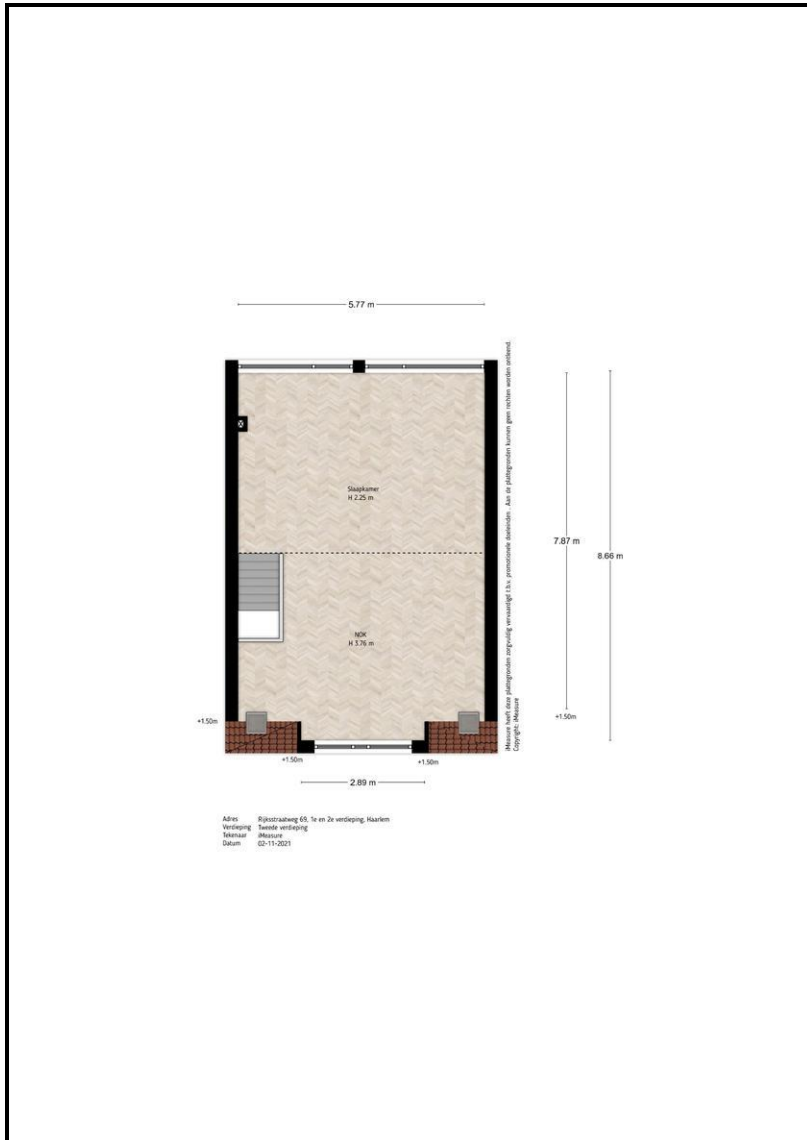 5.77 m
iMeasure heeft deze plattegronden zorgvuldig vervaardigd t.b.v. promotionele doeleinden. Aan de plattegronden kunnen geen rechten worden ontleend.
Copyright: iMeasure
Slaapkamer
H 2.25 m
7.87 m
8.66 m
NOK
H 3.76 m
+1.50m
+1.50m
+1.50m
+1.50m
2.89 m
Adres Rijksstraatweg 69, 1e en 2e verdieping, Haarlem
Verdieping Tweede verdieping
Tekenaar iMeasure
Datum 02-11-2021